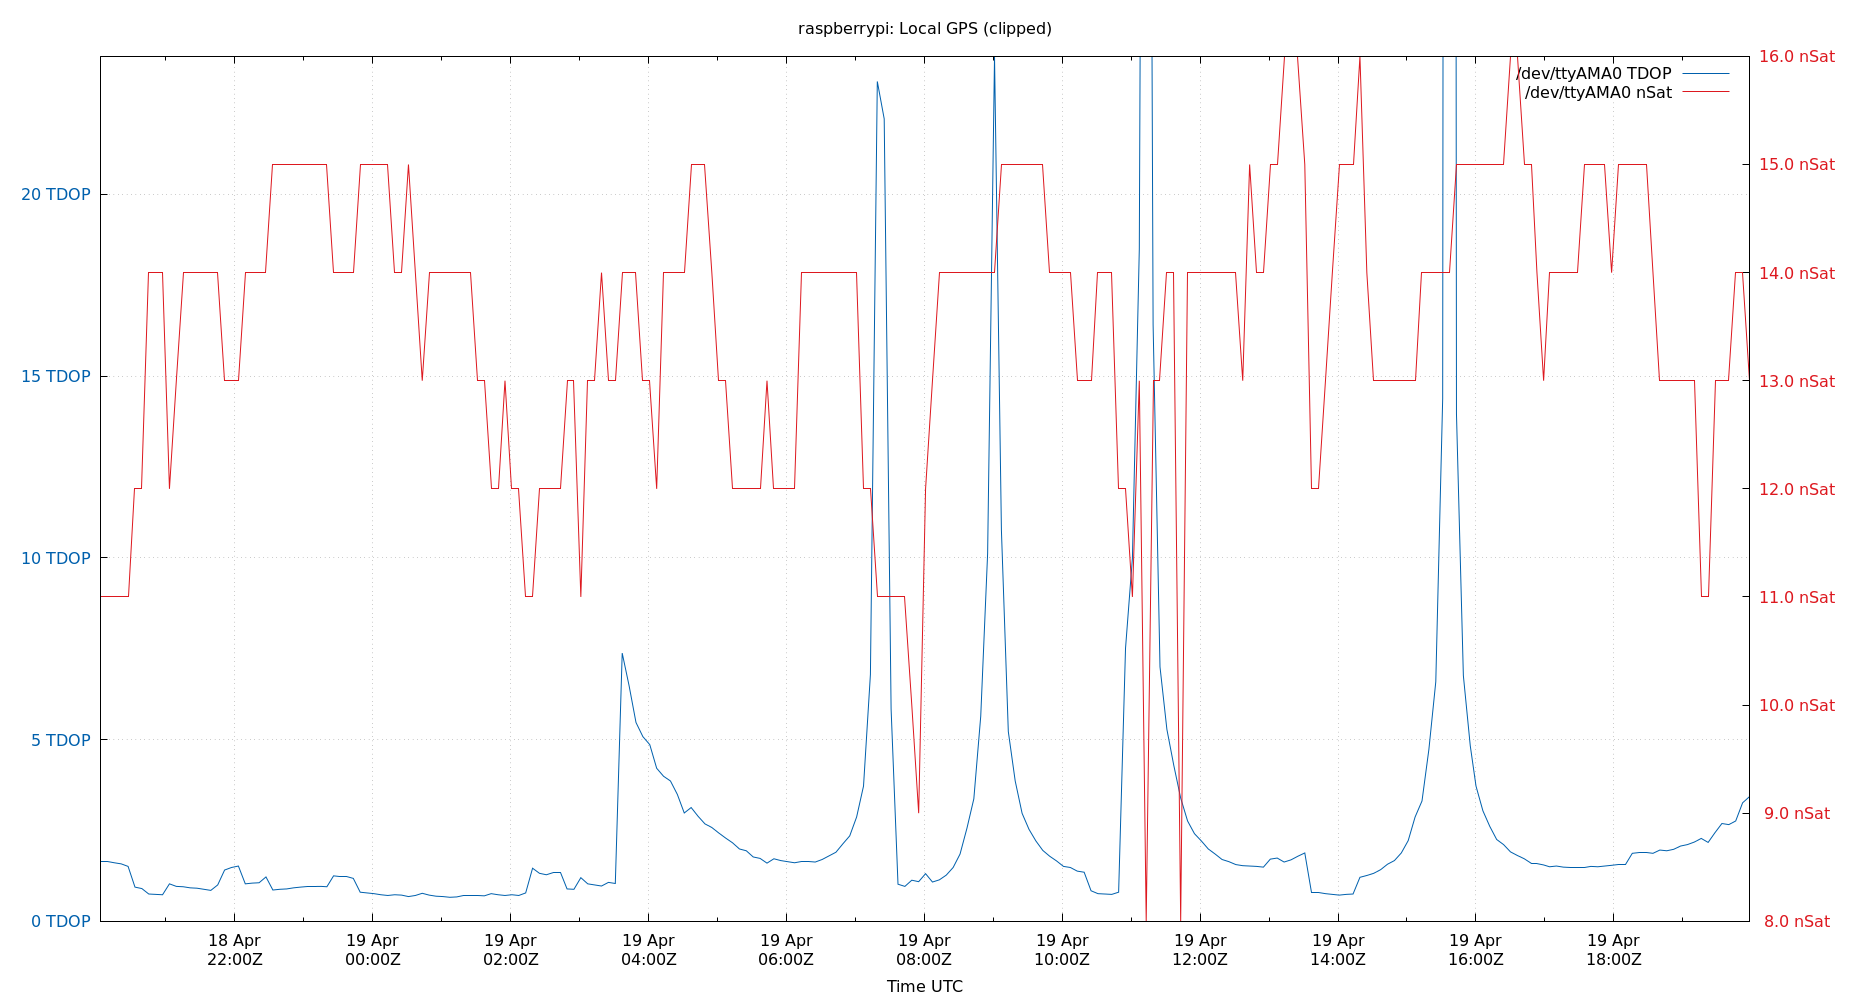 raspberrypi: Local GPS (clipped)
/dev/ttyAMA0 TDOP
/dev/ttyAMA0 nSat
20 TDOP
15 TDOP
10 TDOP
5 TDOP
0 TDOP
16.0 nSat
15.0 nSat
14.0 nSat
13.0 nSat
12.0 nSat
11.0 nSat
10.0 nSat
9.0 nSat
8.0 nSat
18 Apr
22:00Z
19 Apr
00:00Z
19 Apr
02:00Z
19 Apr
04:00Z
19 Apr
06:00Z
19 Apr
08:00Z
19 Apr
10:00Z
19 Apr
12:00Z
19 Apr
14:00Z
19 Apr
16:00Z
19 Apr
18:00Z
Time UTC